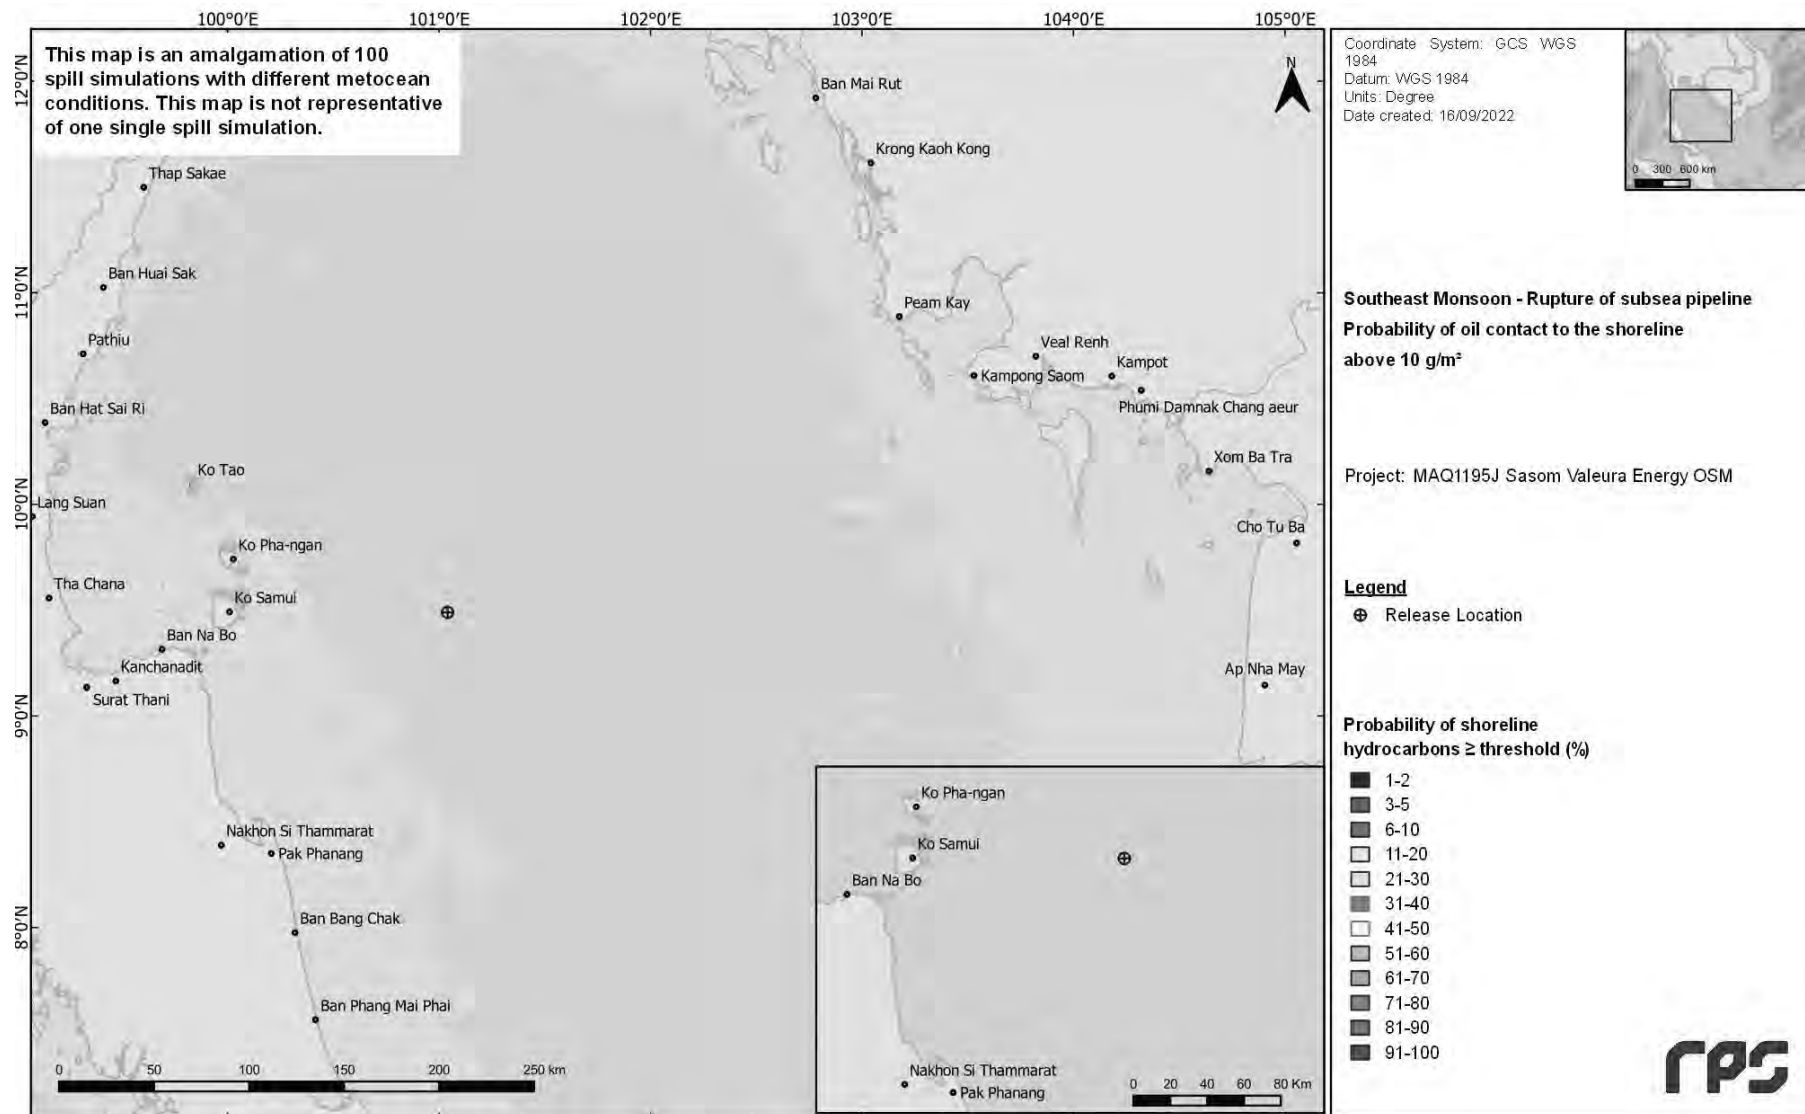 100°0'E 101°0'E 102°0'E 103°0'E 104°0'E 105°0'E
This map is an amalgamation of 100
spill simulations with different metocean
conditions. This map is not representative
of one single spill simulation.
12°0'N
11°0'N
10°0'N
9°0'N
8°0'N
N
Ban Mai Rut
Krong Kaoh Kong
Thap Sakae
Ban Huai Sak
Peam Kay
Pathiu
Veal Renh
Kampot
Kampong Saom
Phumi Damnak Chang aeur
Ban Hat Sai Ri
Xom Ba Tra
Ko Tao
Lang Suan
Cho Tu Ba
Ko Pha-ngan
Tha Chana
Ko Samui
Ban Na Bo
Kanchanadit
Surat Thani
Ap Nha May
Nakhon Si Thammarat
Pak Phanang
Ban Bang Chak
Ban Phang Mai Phai
0 50 100 150 200 250 km
Ko Pha-ngan
Ko Samui
Ban Na Bo
Nakhon Si Thammarat
Pak Phanang
0 20 40 60 80 Km
Coordinate System: GCS WGS
1984
Datum: WGS 1984
Units: Degree
Date created: 16/09/2022
0 300 600 km
Southeast Monsoon - Rupture of subsea pipeline
Probability of oil contact to the shoreline
above 10 g/m²
Project: MAQ1195J Sasom Valeura Energy OSM
Legend
Release Location
Probability of shoreline
hydrocarbons ≥ threshold (%)
1-2
3-5
6-10
11-20
21-30
31-40
41-50
51-60
61-70
71-80
81-90
91-100
rps